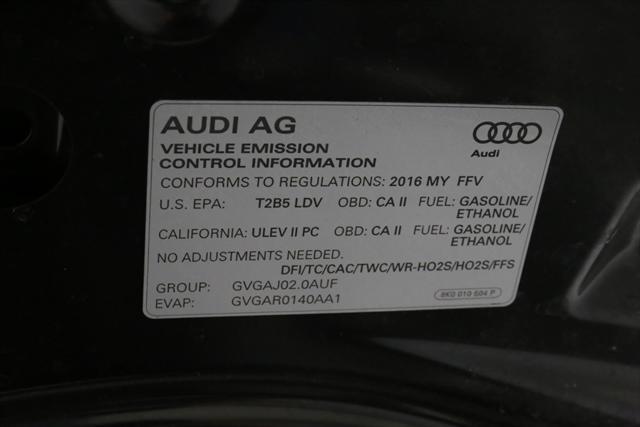 AUDI AG
Audi
VEHICLE EMISSION
CONTROL INFORMATION
CONFORMS TO REGULATIONS: 2016 MY FFV
U.S. EPA: T2B5 LDV OBD: CA II FUEL: GASOLINE/
ETHANOL
CALIFORNIA: ULEV II PC OBD: CA II FUEL: GASOLINE/
ETHANOL
NO ADJUSTMENTS NEEDED.
DFI/TC/CAC/TWC/WR-HO2S/HO2S/FFS
GROUP: GVGAJ02.0AUF
EVAP: GVGAR0140AA1
8K0 010 504 P